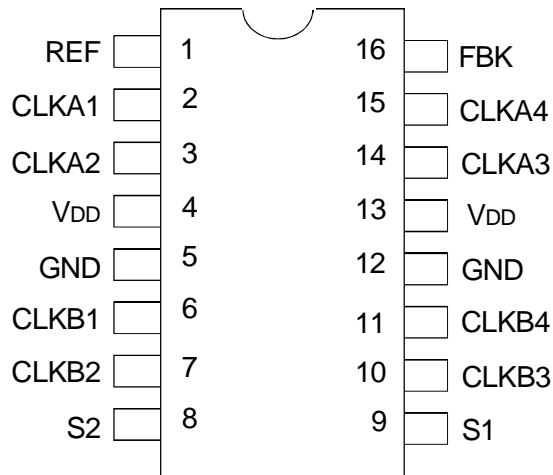 REF 1 16 FBK
CLKA1 2 15 CLKA4
CLKA2 3 14 CLKA3
VDD 4 13 VDD
GND 5 12 GND
CLKB1 6 11 CLKB4
CLKB2 7 10 CLKB3
S2 8 9 S1